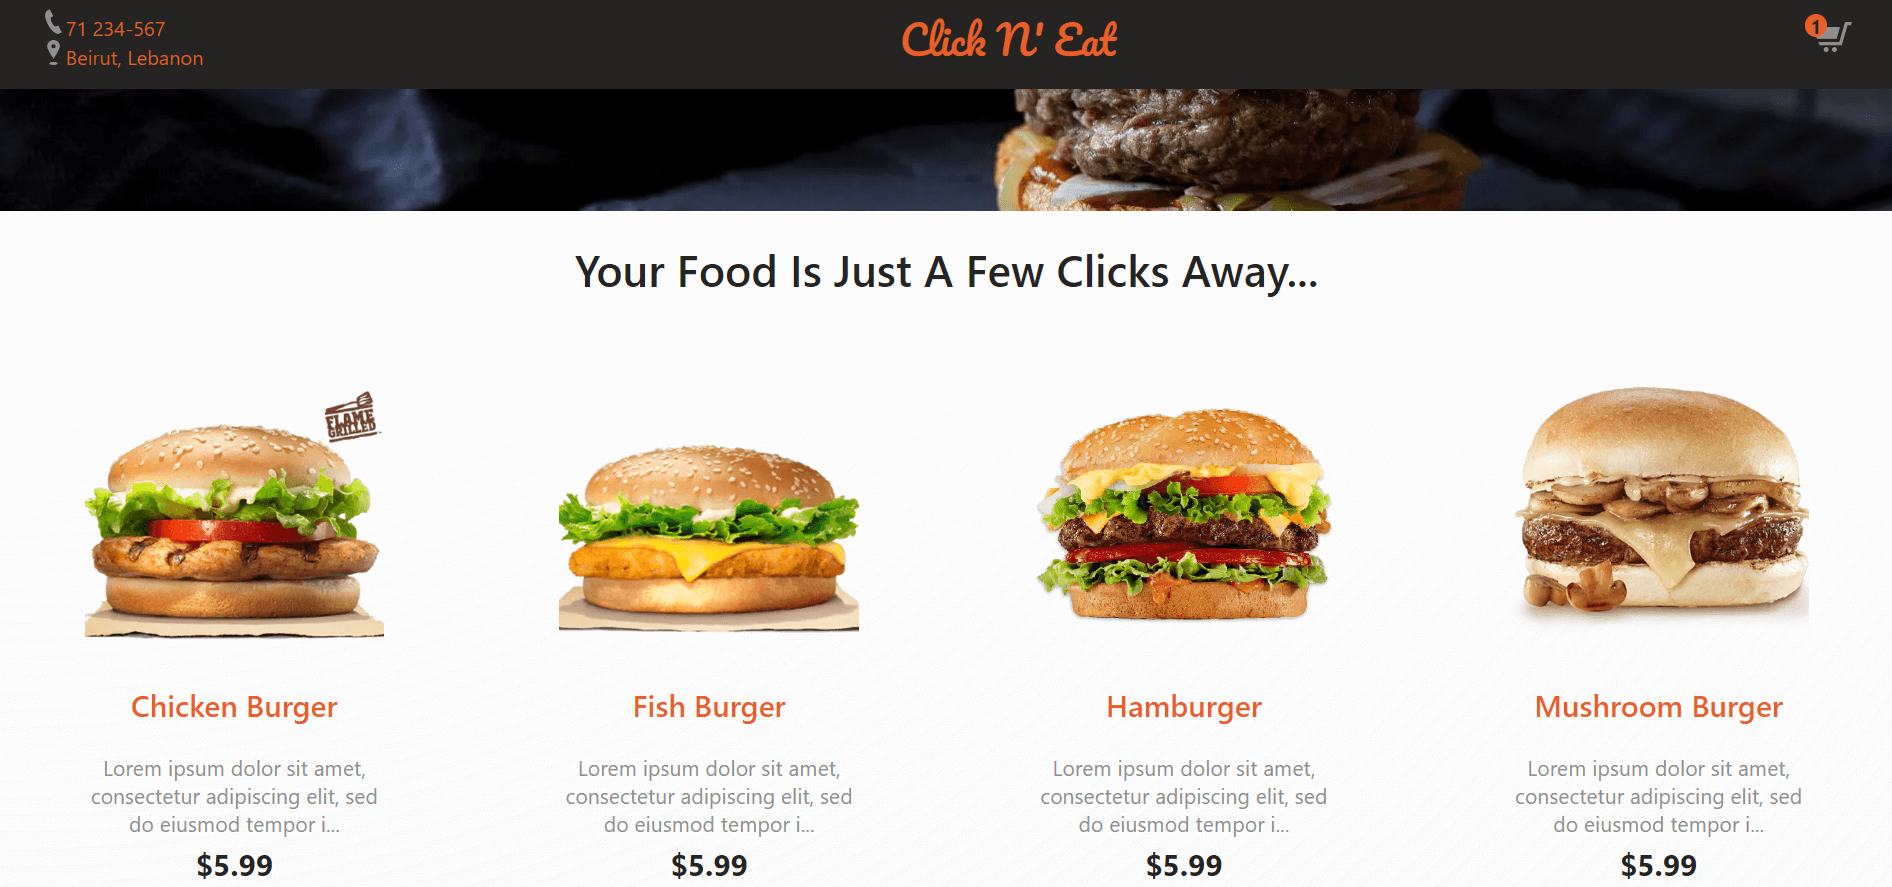 71 234-567
Beirut, Lebanon
Click N' Eat
1
Your Food Is Just A Few Clicks Away...
FLAME
GRILLED
Chicken Burger
Lorem ipsum dolor sit amet,
consectetur adipiscing elit, sed
do eiusmod tempor i...
$5.99
Fish Burger
Lorem ipsum dolor sit amet,
consectetur adipiscing elit, sed
do eiusmod tempor i...
$5.99
Hamburger
Lorem ipsum dolor sit amet,
consectetur adipiscing elit, sed
do eiusmod tempor i...
$5.99
Mushroom Burger
Lorem ipsum dolor sit amet,
consectetur adipiscing elit, sed
do eiusmod tempor i...
$5.99